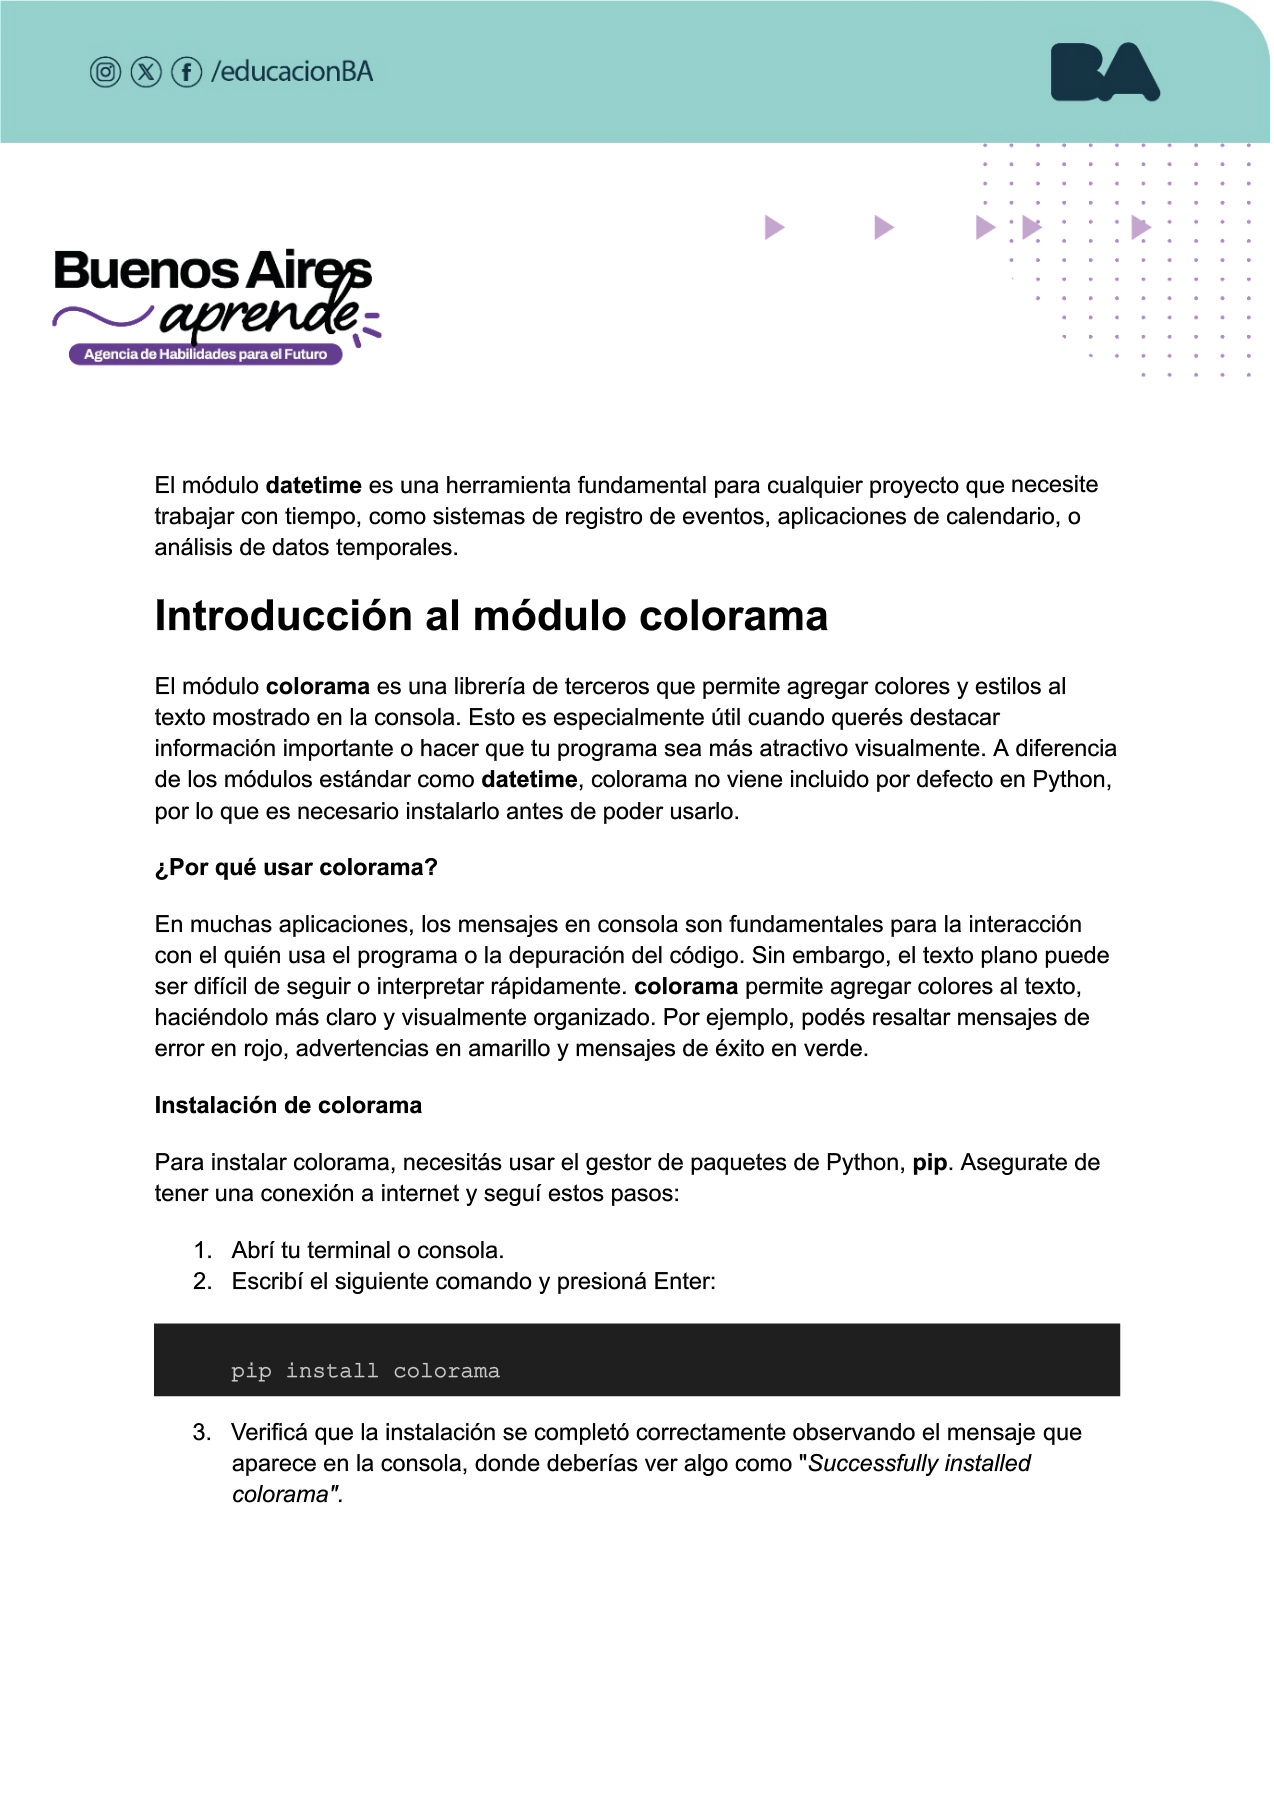 /educacionBA
BA
Buenos Aires
aprende
Agencia de Habilidades para el Futuro
El módulo datetime es una herramienta fundamental para cualquier proyecto que necesite
trabajar con tiempo, como sistemas de registro de eventos, aplicaciones de calendario, o
análisis de datos temporales.
Introducción al módulo colorama
El módulo colorama es una librería de terceros que permite agregar colores y estilos al
texto mostrado en la consola. Esto es especialmente útil cuando querés destacar
información importante o hacer que tu programa sea más atractivo visualmente. A diferencia
de los módulos estándar como datetime, colorama no viene incluido por defecto en Python,
por lo que es necesario instalarlo antes de poder usarlo.
¿Por qué usar colorama?
En muchas aplicaciones, los mensajes en consola son fundamentales para la interacción
con el quién usa el programa o la depuración del código. Sin embargo, el texto plano puede
ser difícil de seguir o interpretar rápidamente. colorama permite agregar colores al texto,
haciéndolo más claro y visualmente organizado. Por ejemplo, podés resaltar mensajes de
error en rojo, advertencias en amarillo y mensajes de éxito en verde.
Instalación de colorama
Para instalar colorama, necesitás usar el gestor de paquetes de Python, pip. Asegurate de
tener una conexión a internet y seguí estos pasos:
1. Abrí tu terminal o consola.
2. Escribí el siguiente comando y presioná Enter:
pip install colorama
3. Verificá que la instalación se completó correctamente observando el mensaje que
aparece en la consola, donde deberías ver algo como "Successfully installed
colorama".